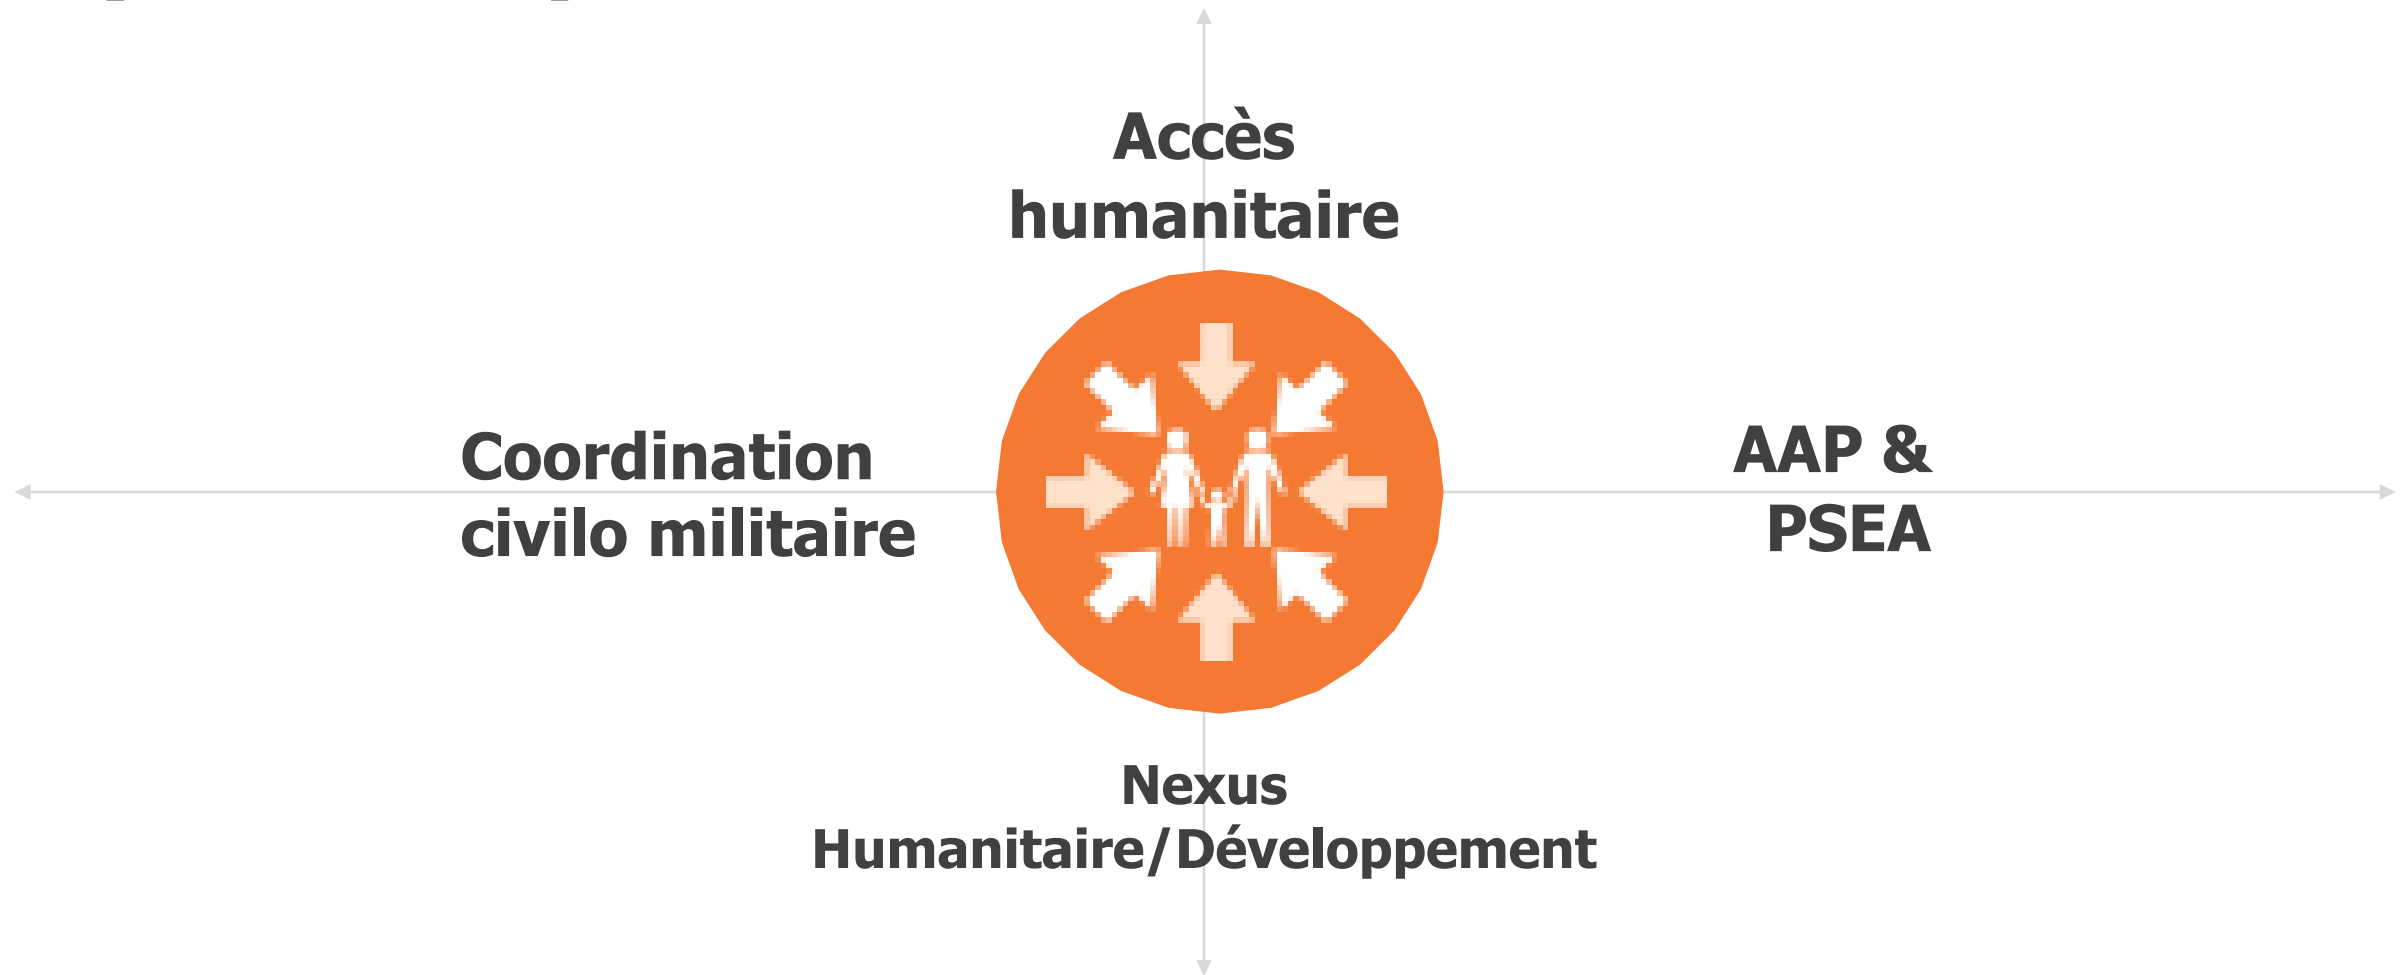 Accès
humanitaire
Coordination
civilo militaire
AAP &
PSEA
Nexus
Humanitaire/Développement